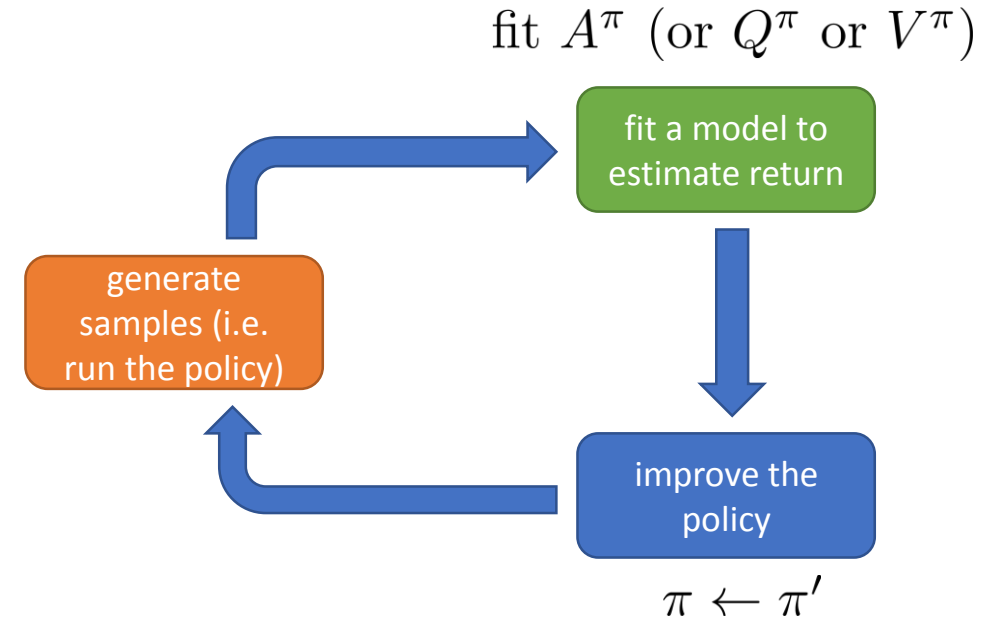 fit A^π (or Q^π or V^π)
fit a model to
estimate return
generate
samples (i.e.
run the policy)
improve the
policy
π ← π′